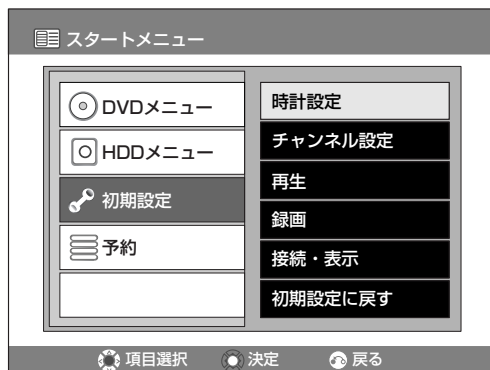 スタートメニュー
DVDメニュー
HDDメニュー
初期設定
予約
時計設定
チャンネル設定
再生
録画
接続・表示
初期設定に戻す
項目選択 決定 戻る